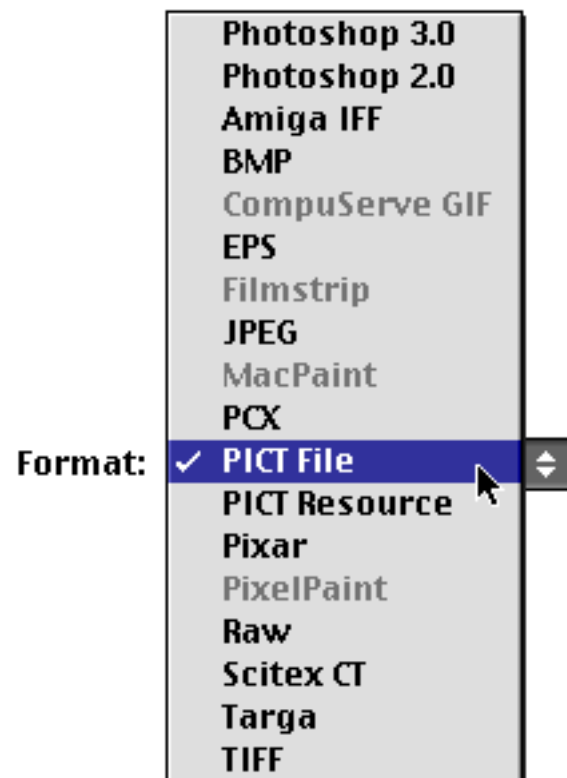 Photoshop 3.0
Photoshop 2.0
Amiga IFF
BMP
CompuServe GIF
EPS
Filmstrip
JPEG
MacPaint
PCX
Format: ✓ PICT File
PICT Resource
Pixar
PixelPaint
Raw
Scitex CT
Targa
TIFF